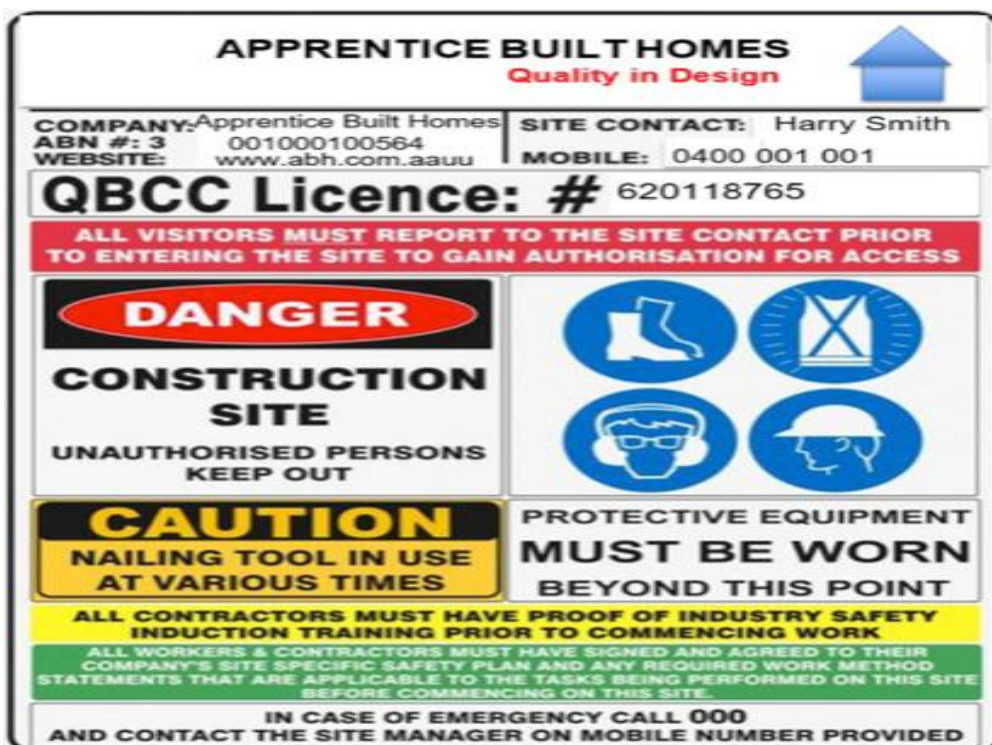 APPRENTICE BUILT HOMES
Quality in Design
COMPANY: Apprentice Built Homes
ABN #: 3 001000100564
WEBSITE: www.abh.com.aauu
SITE CONTACT: Harry Smith
MOBILE: 0400 001 001
QBCC Licence: # 620118765
ALL VISITORS MUST REPORT TO THE SITE CONTACT PRIOR
TO ENTERING THE SITE TO GAIN AUTHORISATION FOR ACCESS
DANGER
CONSTRUCTION
SITE
UNAUTHORISED PERSONS
KEEP OUT
CAUTION
NAILING TOOL IN USE
AT VARIOUS TIMES
PROTECTIVE EQUIPMENT
MUST BE WORN
BEYOND THIS POINT
ALL CONTRACTORS MUST HAVE PROOF OF INDUSTRY SAFETY
INDUCTION TRAINING PRIOR TO COMMENCING WORK
ALL WORKERS & CONTRACTORS MUST HAVE SIGNED AND AGREED TO THEIR
COMPANY'S SITE SPECIFIC SAFETY PLAN AND ANY REQUIRED WORK METHOD
STATEMENTS THAT ARE APPLICABLE TO THE TASKS BEING PERFORMED ON THIS SITE
BEFORE COMMENCING ON THIS SITE.
IN CASE OF EMERGENCY CALL 000
AND CONTACT THE SITE MANAGER ON MOBILE NUMBER PROVIDED